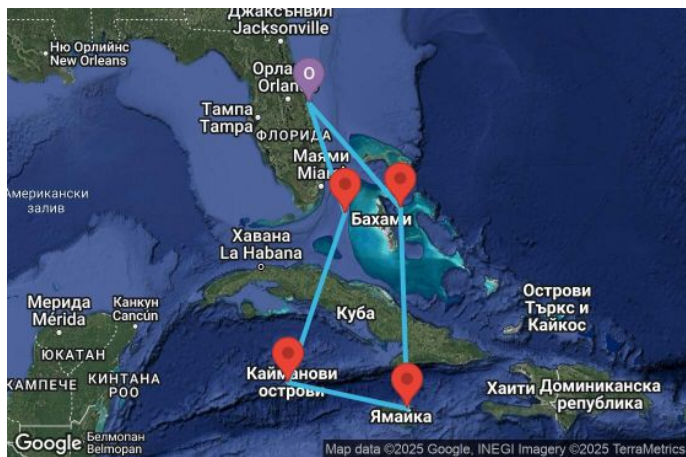 Джаксънвил
Jacksonville
Ню Орлийнс
New Orleans
Орла
Orlan
O
Тампа
Tampa
ФЛОРИДА
Маями
Miami
Американски
залив
Бахами
Хавана
La Habana
Острови
Търкс и
Кайкос
Мерида
Mérida
Канкун
Cancún
Куба
ЮКАТАН
КАМПЕЧЕ
КИНТАНА
РОО
Кайманови
острови
Ямайка
Хаити
Доминиканска
република
Белмопан
Belmopan
Google
Map data ©2025 Google, INEGI Imagery ©2025 TerraMetrics